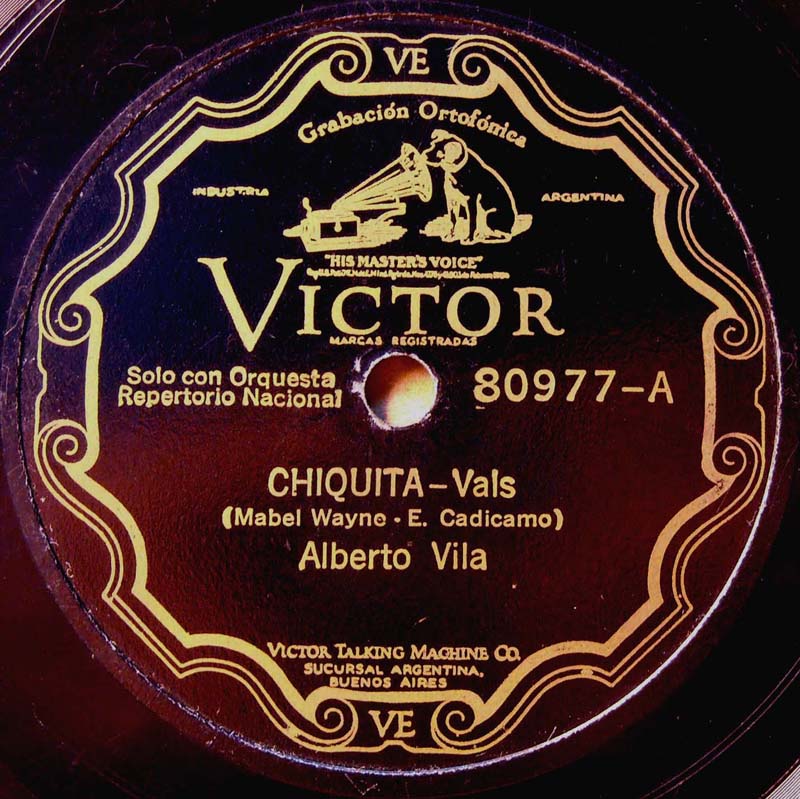 VE
Grabación Ortofónica
INDUSTRIA ARGENTINA
"HIS MASTER'S VOICE"
VICTOR
MARCAS REGISTRADAS
Solo con Orquesta
Repertorio Nacional
80977-A
CHIQUITA-Vals
(Mabel Wayne · E. Cadicamo)
Alberto Vila
VICTOR TALKING MACHINE CO.
SUCURSAL ARGENTINA,
BUENOS AIRES
VE